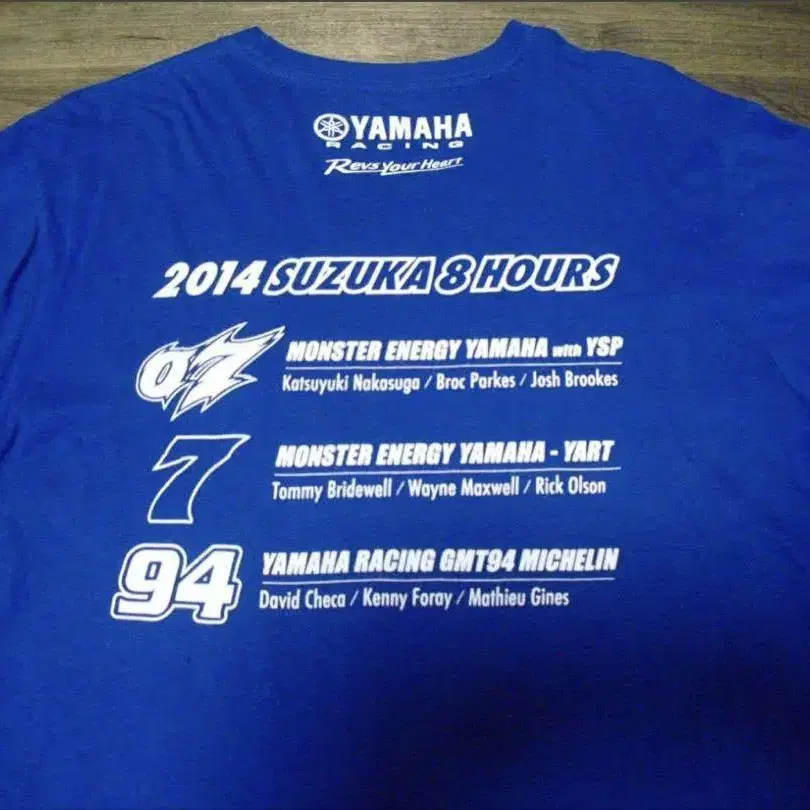 YAMAHA
RACING
Revs Your Heart
2014 SUZUKA 8 HOURS
07
MONSTER ENERGY YAMAHA with YSP
Katsuyuki Nakasuga / Broc Parkes / Josh Brookes
7
MONSTER ENERGY YAMAHA - YART
Tommy Bridewell / Wayne Maxwell / Rick Olson
94
YAMAHA RACING GMT94 MICHELIN
David Checa / Kenny Foray / Mathieu Gines